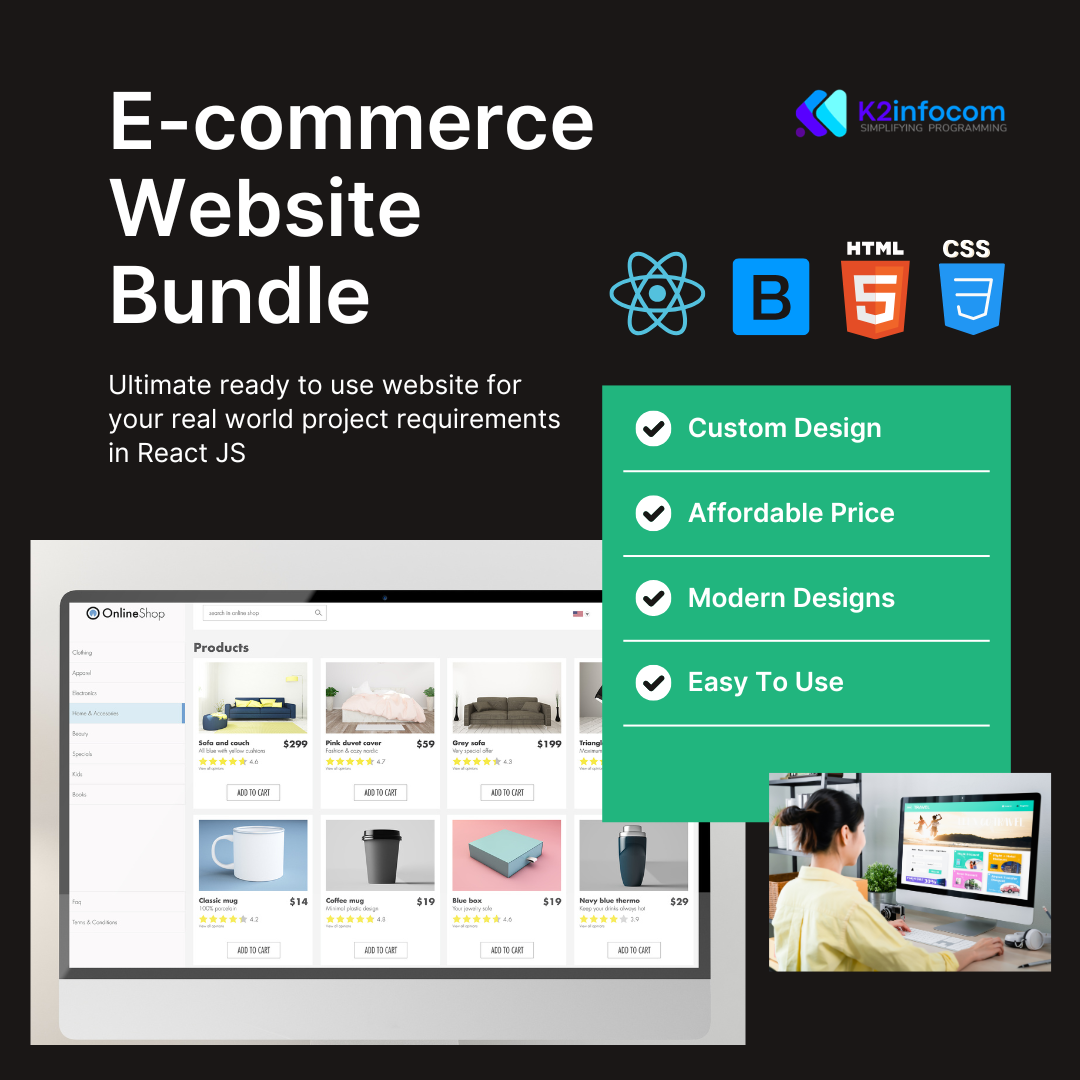 E-commerce
Website
Bundle
K2infocom
SIMPLIFYING PROGRAMMING
HTML
CSS
B
Ultimate ready to use website for
your real world project requirements
in React JS
Custom Design
Affordable Price
Modern Designs
Easy To Use
OnlineShop
search in online shop
Clothing
Apparel
Electronics
Home & Accesories
Beauty
Specials
Kids
Books
Faq
Terms & Conditions
Products
Sofa and couch $299
All blue with yellow cushions
4.6
View all opinions
ADD TO CART
Pink duvet cover $59
Fashion & cozy nordic
4.7
View all opinions
ADD TO CART
Grey sofa $199
Very special offer
4.3
View all opinions
ADD TO CART
Triangl
Classic mug $14
100% porcelain
4.2
View all opinions
ADD TO CART
Coffee mug $19
Minimal plastic design
4.8
View all opinions
ADD TO CART
Blue box $19
Your jewelry safe
4.6
View all opinions
ADD TO CART
Navy blue thermo $29
Keep your drinks always hot
3.9
View all opinions
ADD TO CART